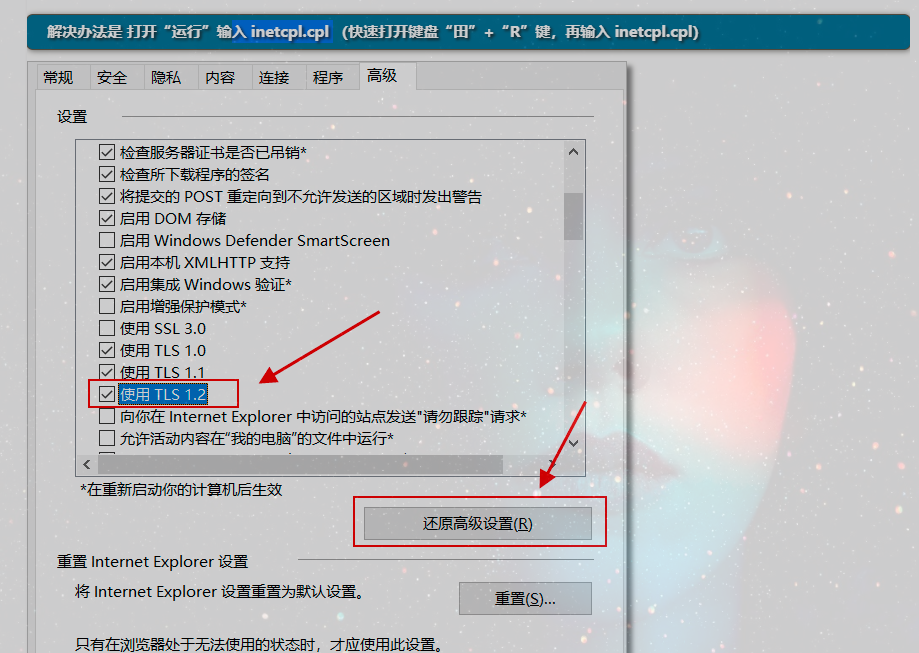 解决办法是 打开“运行”输入 inetcpl.cpl  (快速打开键盘“田”+“R”键，再输入 inetcpl.cpl)
常规 安全 隐私 内容 连接 程序 高级
设置
检查服务器证书是否已吊销*
检查所下载程序的签名
将提交的 POST 重定向到不允许发送的区域时发出警告
启用 DOM 存储
启用 Windows Defender SmartScreen
启用本机 XMLHTTP 支持
启用集成 Windows 验证*
启用增强保护模式*
使用 SSL 3.0
使用 TLS 1.0
使用 TLS 1.1
使用 TLS 1.2
向你在 Internet Explorer 中访问的站点发送"请勿跟踪"请求*
允许活动内容在“我的电脑”的文件中运行*
*在重新启动你的计算机后生效
还原高级设置(R)
重置 Internet Explorer 设置
将 Internet Explorer 设置重置为默认设置。
重置(S)...
只有在浏览器处于无法使用的状态时，才应使用此设置。